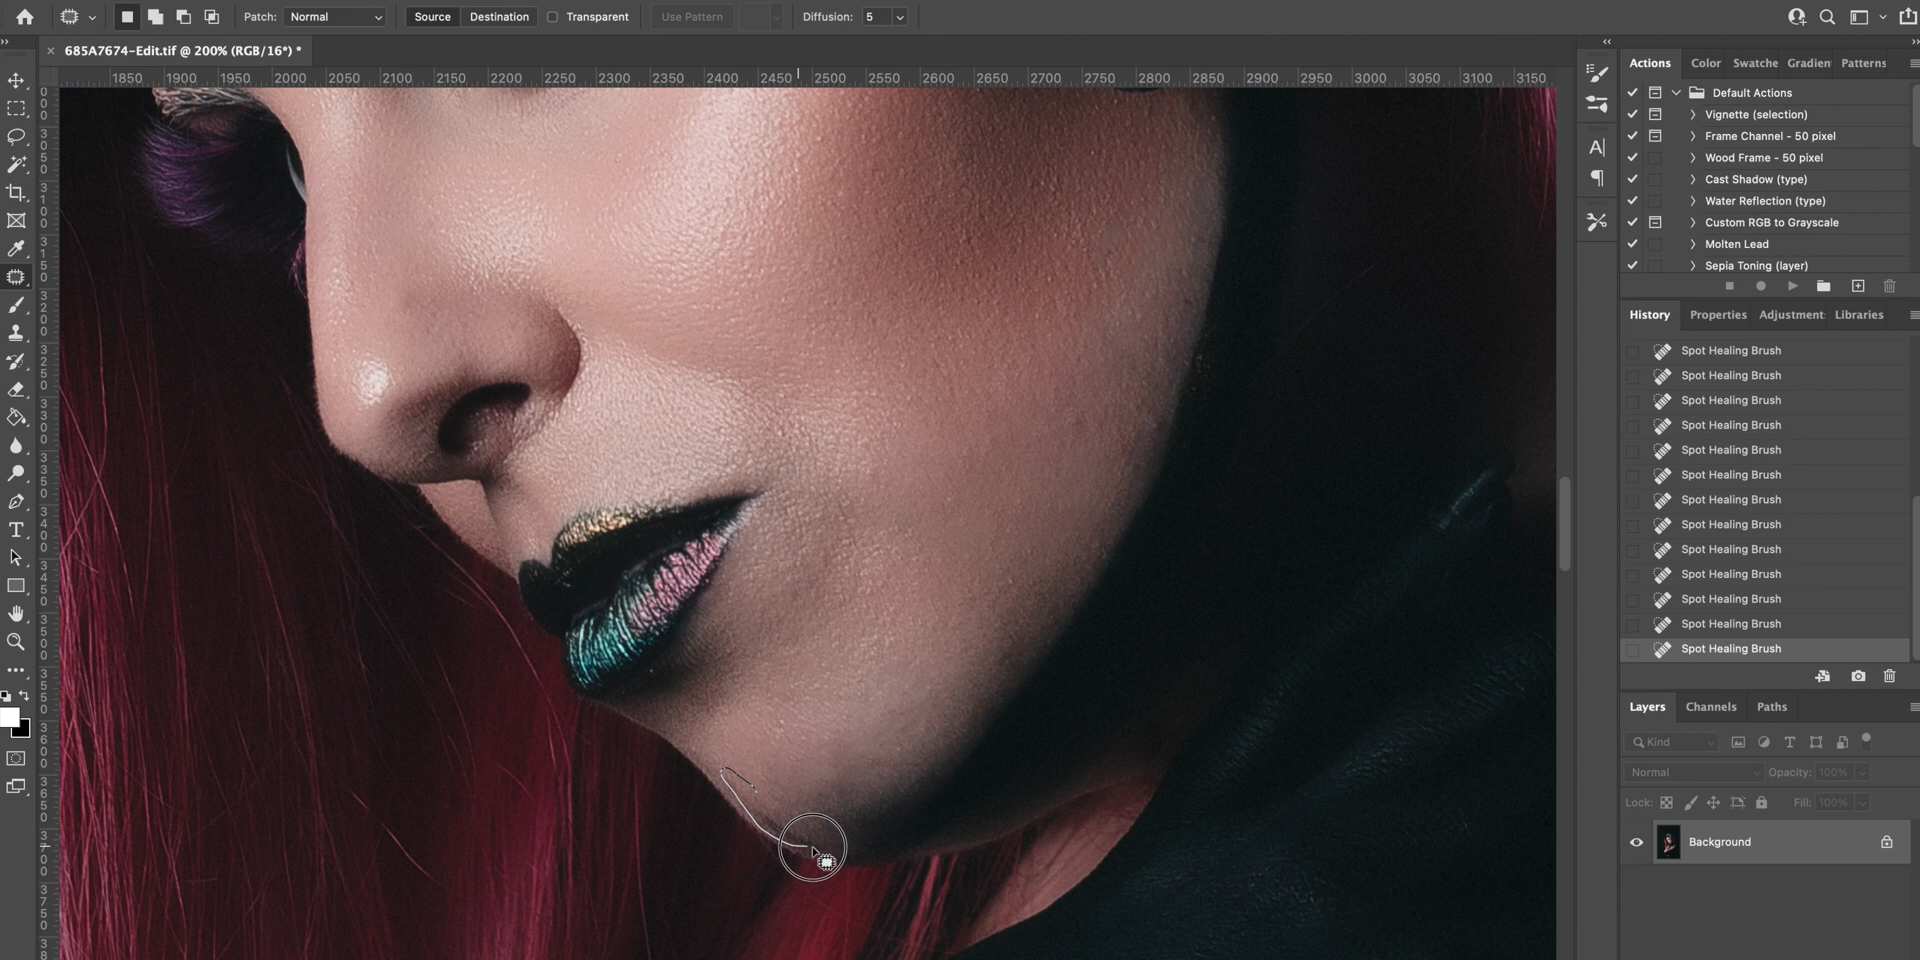 Patch: Normal Source Destination Transparent Use Pattern Diffusion: 5
685A7674-Edit.tif @ 200% (RGB/16*) *
1850 1900 1950 2000 2050 2100 2150 2200 2250 2300 2350 2400 2450 2500 2550 2600 2650 2700 2750 2800 2850 2900 2950 3000 3050 3100 3150
Actions Color Swatche Gradien Patterns
Default Actions
Vignette (selection)
Frame Channel - 50 pixel
Wood Frame - 50 pixel
Cast Shadow (type)
Water Reflection (type)
Custom RGB to Grayscale
Molten Lead
Sepia Toning (layer)
History Properties Adjustment Libraries
Spot Healing Brush
Spot Healing Brush
Spot Healing Brush
Spot Healing Brush
Spot Healing Brush
Spot Healing Brush
Spot Healing Brush
Spot Healing Brush
Spot Healing Brush
Spot Healing Brush
Spot Healing Brush
Spot Healing Brush
Spot Healing Brush
Layers Channels Paths
Kind
Normal Opacity: 100%
Lock: Fill: 100%
Background